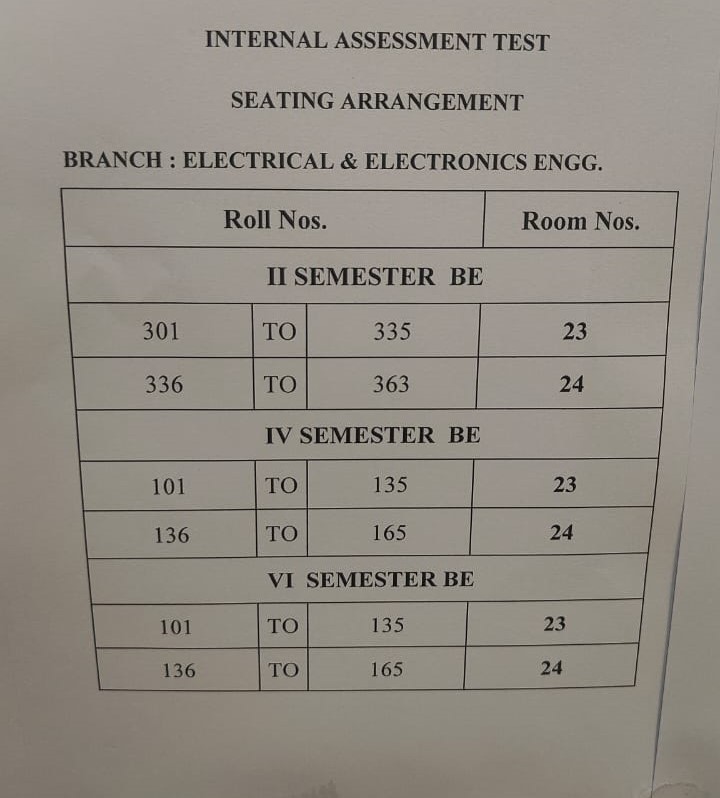 INTERNAL ASSESSMENT TEST
SEATING ARRANGEMENT
BRANCH : ELECTRICAL & ELECTRONICS ENGG.
Roll Nos. Room Nos.
II SEMESTER BE
301 TO 335 23
336 TO 363 24
IV SEMESTER BE
101 TO 135 23
136 TO 165 24
VI SEMESTER BE
101 TO 135 23
136 TO 165 24